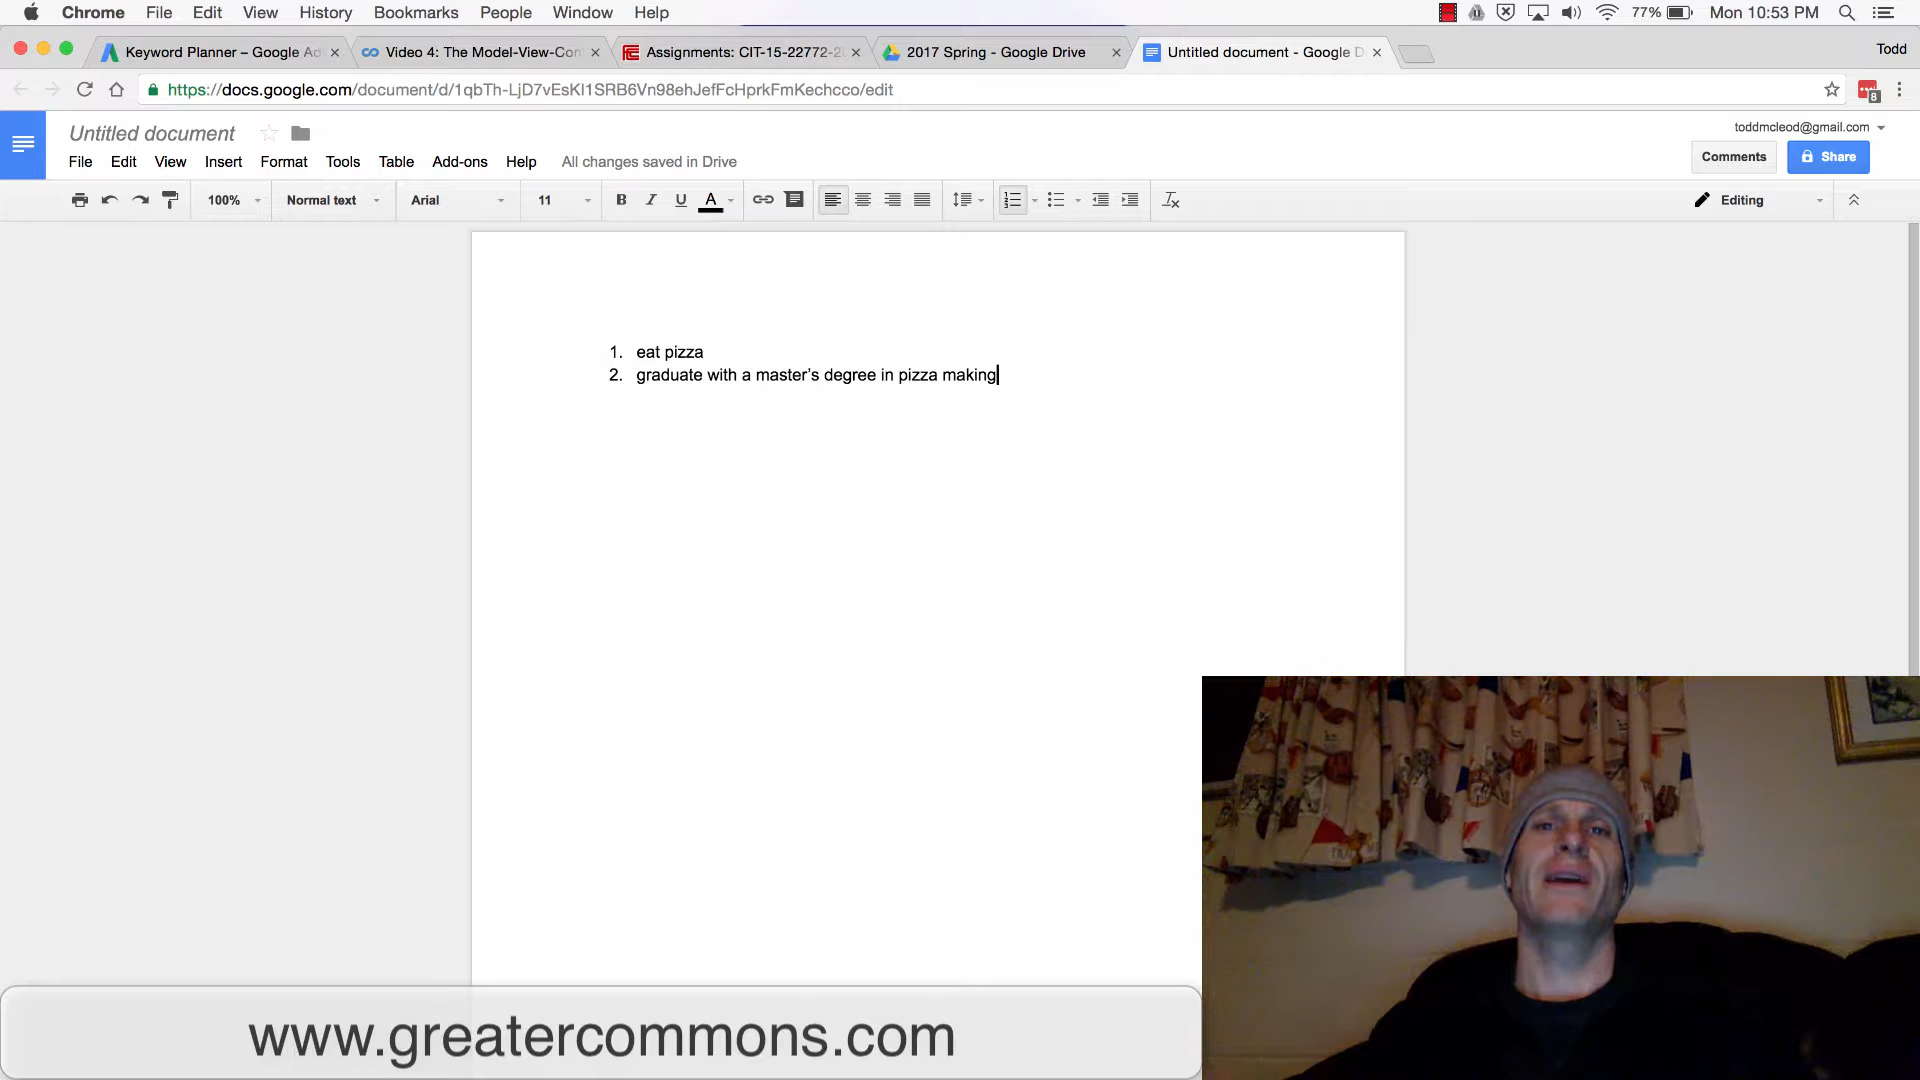 Chrome File Edit View History Bookmarks People Window Help 77% Mon 10:53 PM
Keyword Planner – Google Ad Video 4: The Model-View-Con Assignments: CIT-15-22772-2 2017 Spring - Google Drive Untitled document - Google D Todd
https://docs.google.com/document/d/1qbTh-LjD7vEsKl1SRB6Vn98ehJefFcHprkFmKechcco/edit 8
Untitled document toddmcleod@gmail.com
File Edit View Insert Format Tools Table Add-ons Help All changes saved in Drive Comments Share
100% Normal text Arial 11 B I U A Editing
1. eat pizza
2. graduate with a master’s degree in pizza making
www.greatercommons.com